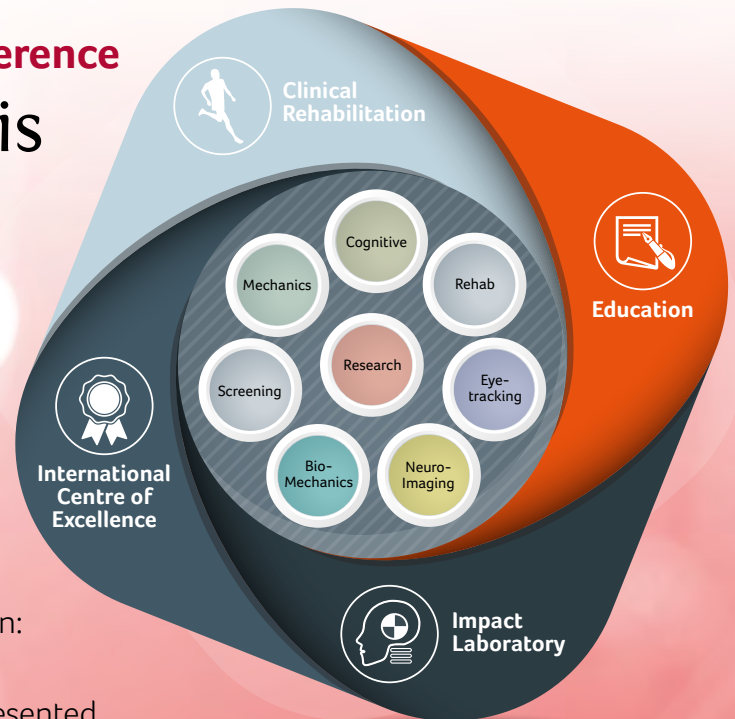 erence
is
Clinical
Rehabilitation
Education
Cognitive
Mechanics
Rehab
Research
Screening
Eye-
tracking
Bio-
Mechanics
Neuro-
Imaging
International
Centre of
Excellence
n:
Impact
Laboratory
esented